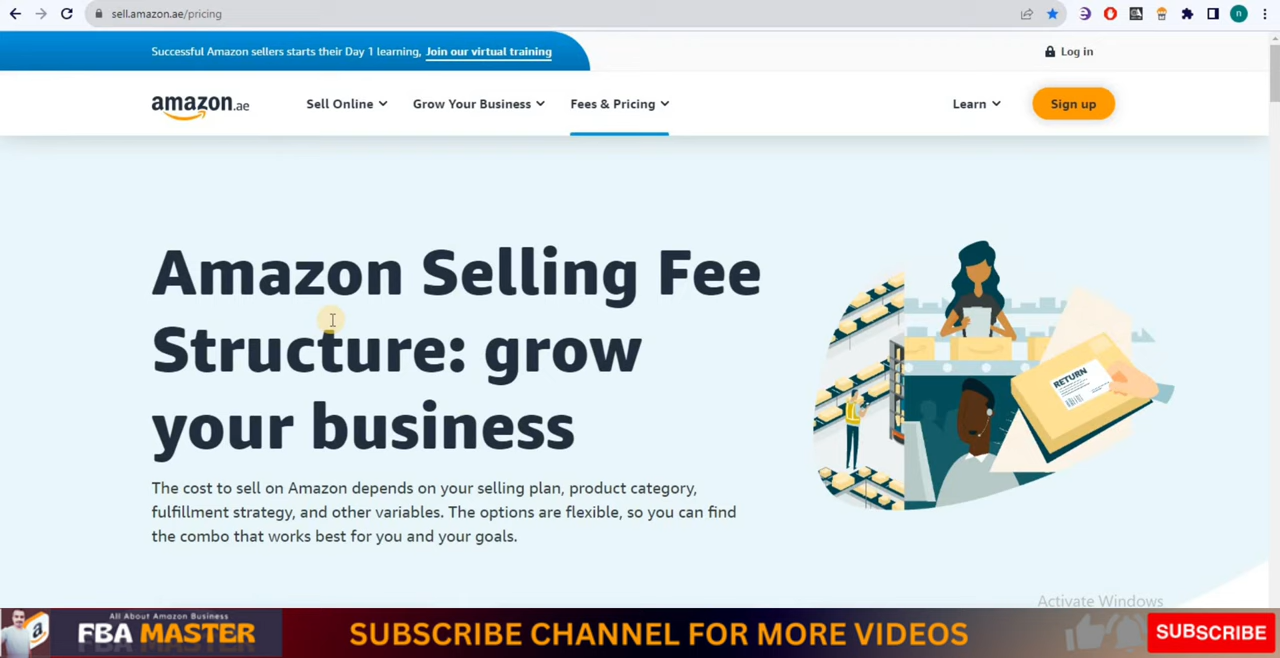 sell.amazon.ae/pricing
n
Successful Amazon sellers starts their Day 1 learning, Join our virtual training
Log in
amazon.ae
Sell Online
Grow Your Business
Fees & Pricing
Learn
Sign up
Amazon Selling Fee
Structure: grow
your business
RETURN
The cost to sell on Amazon depends on your selling plan, product category,
fulfillment strategy, and other variables. The options are flexible, so you can find
the combo that works best for you and your goals.
Activate Windows
a
All About Amazon Business
FBA MASTER
SUBSCRIBE CHANNEL FOR MORE VIDEOS
SUBSCRIBE